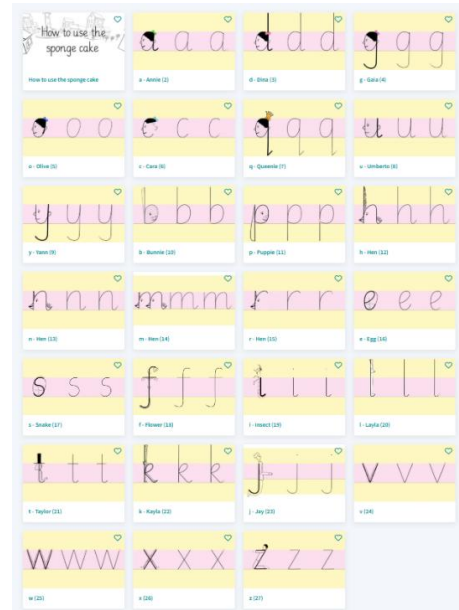 How to use the
sponge cake
a a a
d d d
g g g
How to use the sponge cake
a - Annie (2)
d - Dina (3)
g - Gaia (4)
o o o
c c c
q q q
u u u
o - Olive (5)
c - Cara (6)
q - Queenie (7)
u - Umberto (8)
y y y
b b b
p p p
h h h
y - Yann (9)
b - Bunnie (10)
p - Puppie (11)
h - Hen (12)
n n n
m m m
r r r
e e e
n - Hen (13)
m - Hen (14)
r - Hen (15)
e - Egg (16)
s s s
f f f
i i i
l l l
s - Snake (17)
f - Flower (18)
i - Insect (19)
l - Layla (20)
t t t
k k k
j j j
v v v
t - Taylor (21)
k - Kayla (22)
j - Jay (23)
v (24)
w w w
x x x
z z z
w (25)
x (26)
z (27)